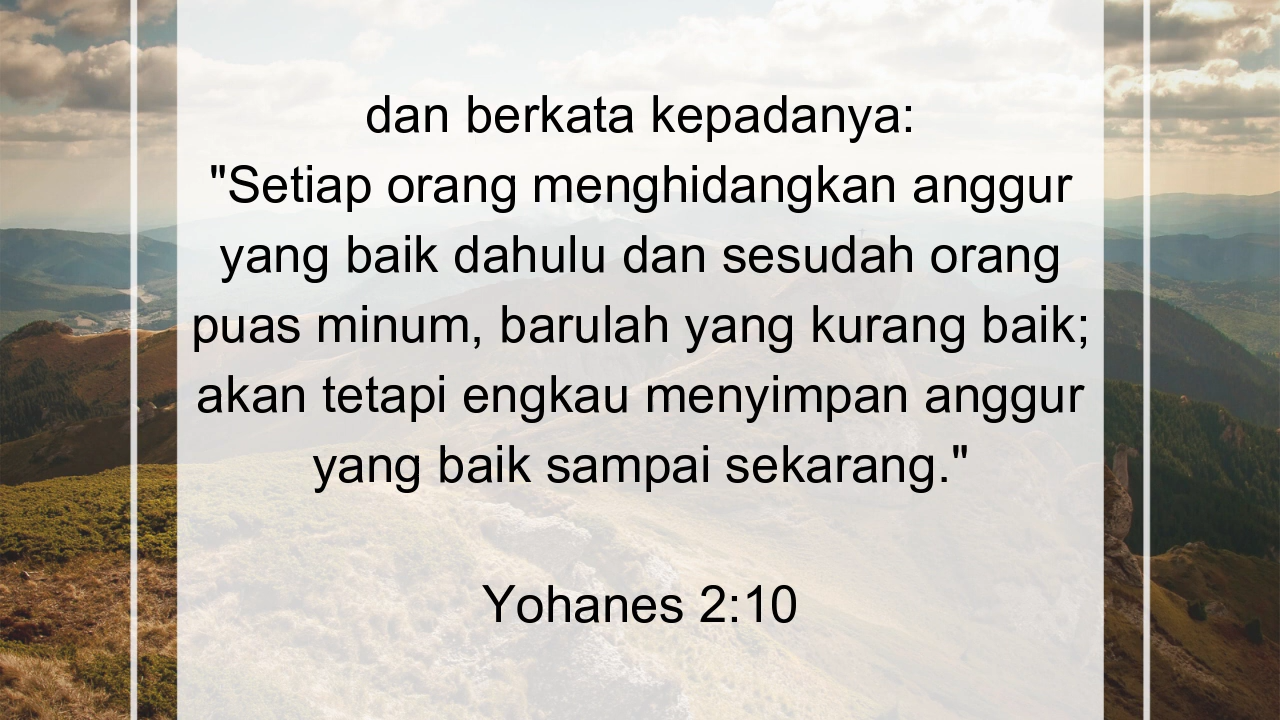 dan berkata kepadanya:
"Setiap orang menghidangkan anggur
yang baik dahulu dan sesudah orang
puas minum, barulah yang kurang baik;
akan tetapi engkau menyimpan anggur
yang baik sampai sekarang."
Yohanes 2:10